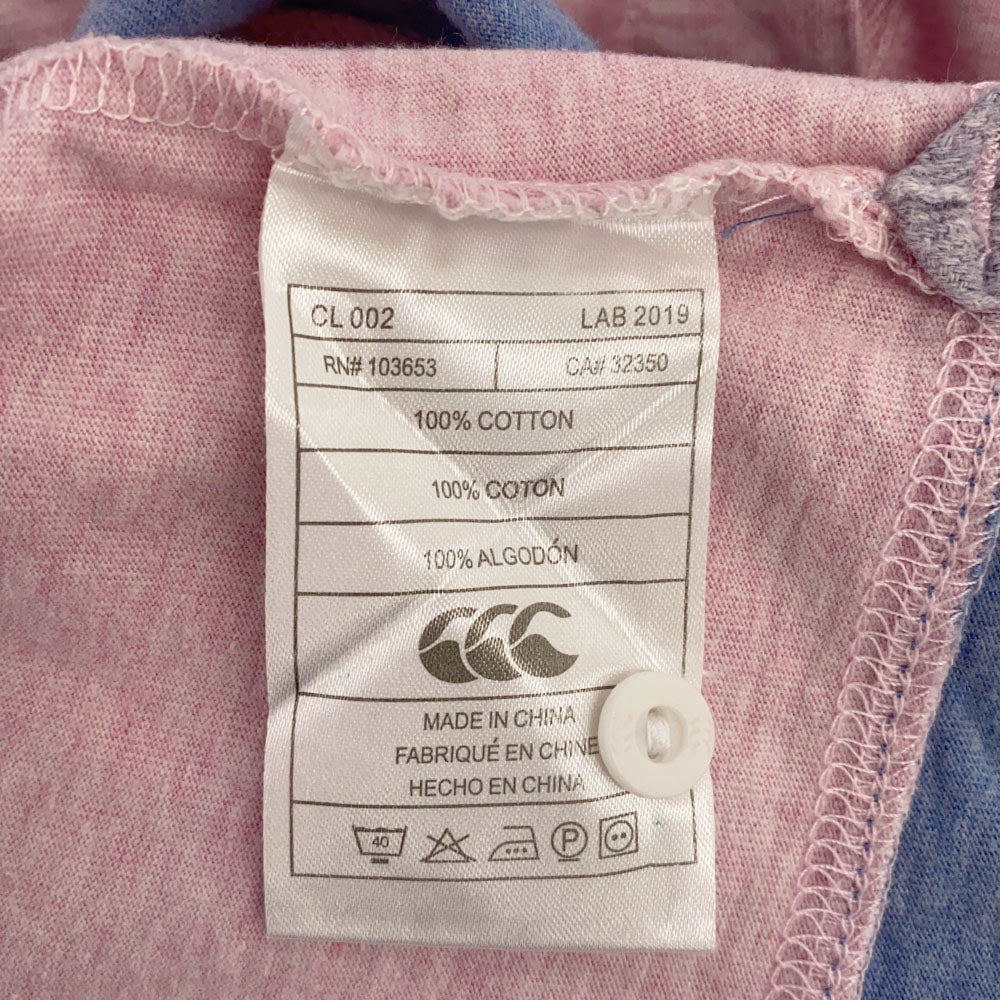 CL 002 LAB 2019
RN# 103653 CA# 32350
100% COTTON
100% COTON
100% ALGODÓN
MADE IN CHINA
FABRIQUÉ EN CHINE
HECHO EN CHINA
40 P